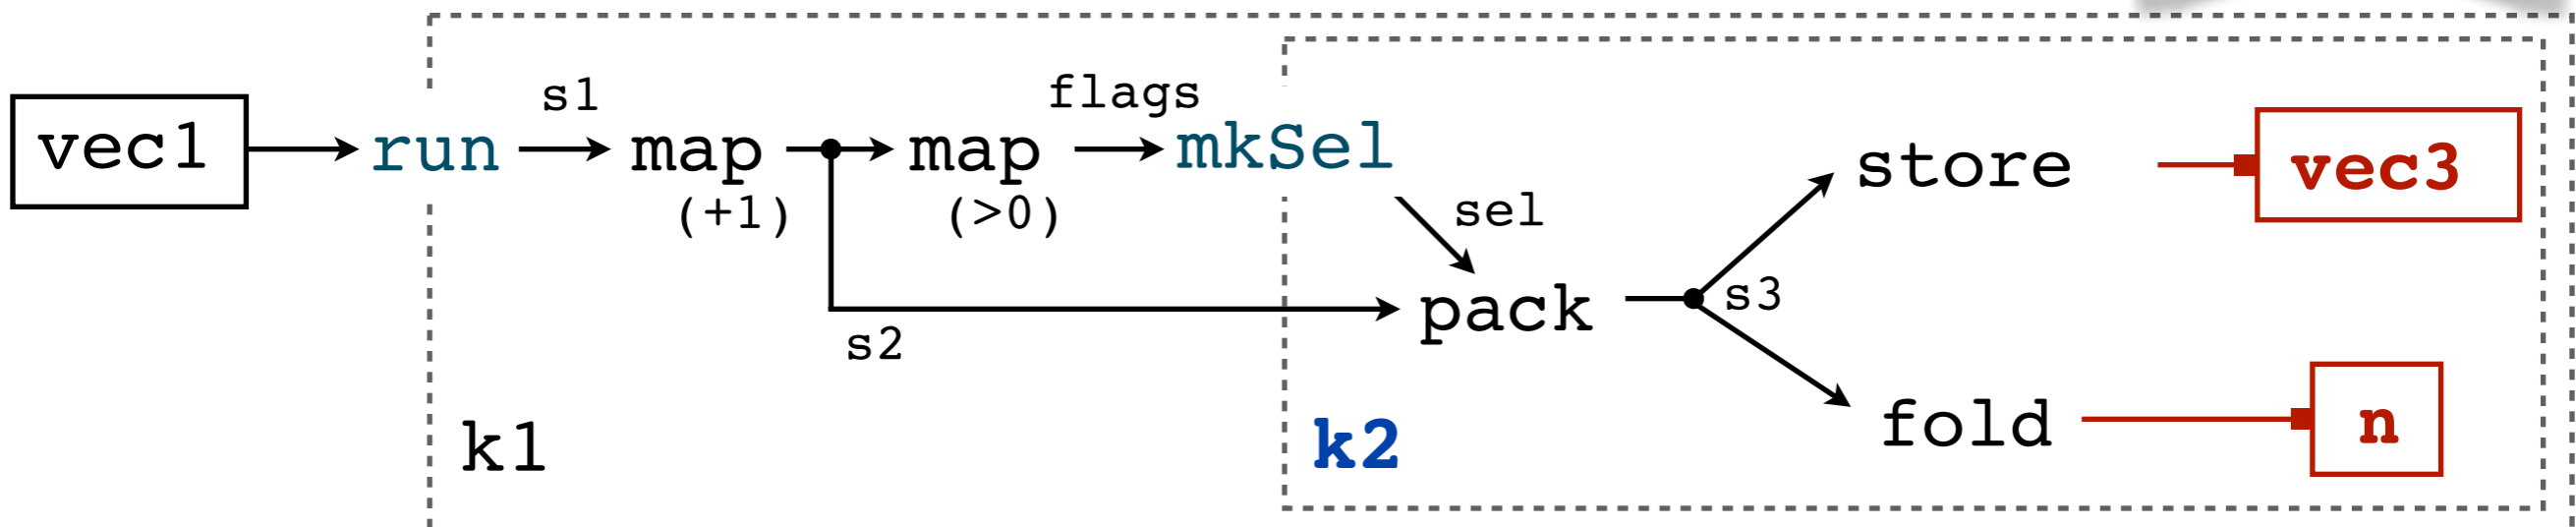 vec1
run
s1
map
(+1)
map
(>0)
flags
mkSel
sel
s2
pack
s3
store
vec3
fold
n
k1
k2